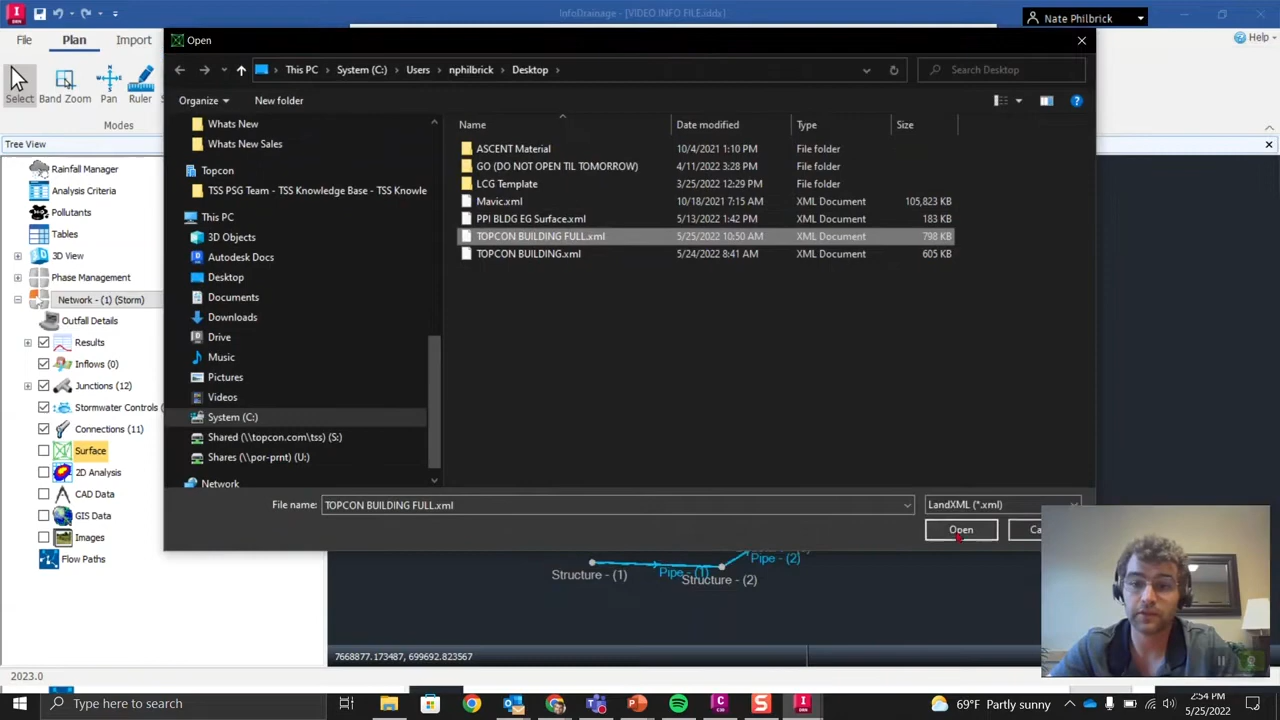 InfoDrainage - [VIDEO INFO FILE.iddx]
Nate Philbrick
File
Plan
Import
Help
Open
Select
Band Zoom
Pan
Ruler
Modes
This PC
System (C:)
Users
nphilbrick
Desktop
Search Desktop
Organize
New folder
Tree View
Rainfall Manager
Analysis Criteria
Pollutants
Tables
3D View
Phase Management
Network - (1) (Storm)
Outfall Details
Results
Inflows (0)
Junctions (12)
Stormwater Controls (
Connections (11)
Surface
2D Analysis
CAD Data
GIS Data
Images
Flow Paths
Whats New
Whats New Sales
Topcon
TSS PSG Team - TSS Knowledge Base - TSS Knowle
This PC
3D Objects
Autodesk Docs
Desktop
Documents
Downloads
Drive
Music
Pictures
Videos
System (C:)
Shared (\\topcon.com\tss) (S:)
Shares (\\por-prnt) (U:)
Network
Name Date modified Type Size
ASCENT Material 10/4/2021 1:10 PM File folder
GO (DO NOT OPEN TIL TOMORROW) 4/11/2022 3:28 PM File folder
LCG Template 3/25/2022 12:29 PM File folder
Mavic.xml 10/18/2021 7:15 AM XML Document 105,823 KB
PPI BLDG EG Surface.xml 5/13/2022 1:42 PM XML Document 183 KB
TOPCON BUILDING FULL.xml 5/25/2022 10:50 AM XML Document 798 KB
TOPCON BUILDING.xml 5/24/2022 8:41 AM XML Document 605 KB
File name: TOPCON BUILDING FULL.xml
LandXML (*.xml)
Open
Ca
Structure - (1)
Pipe - (1)
Structure - (2)
Pipe - (2)
7668877.173487, 699692.823567
2023.0
Type here to search
69°F Partly sunny
2:54 PM
5/25/2022